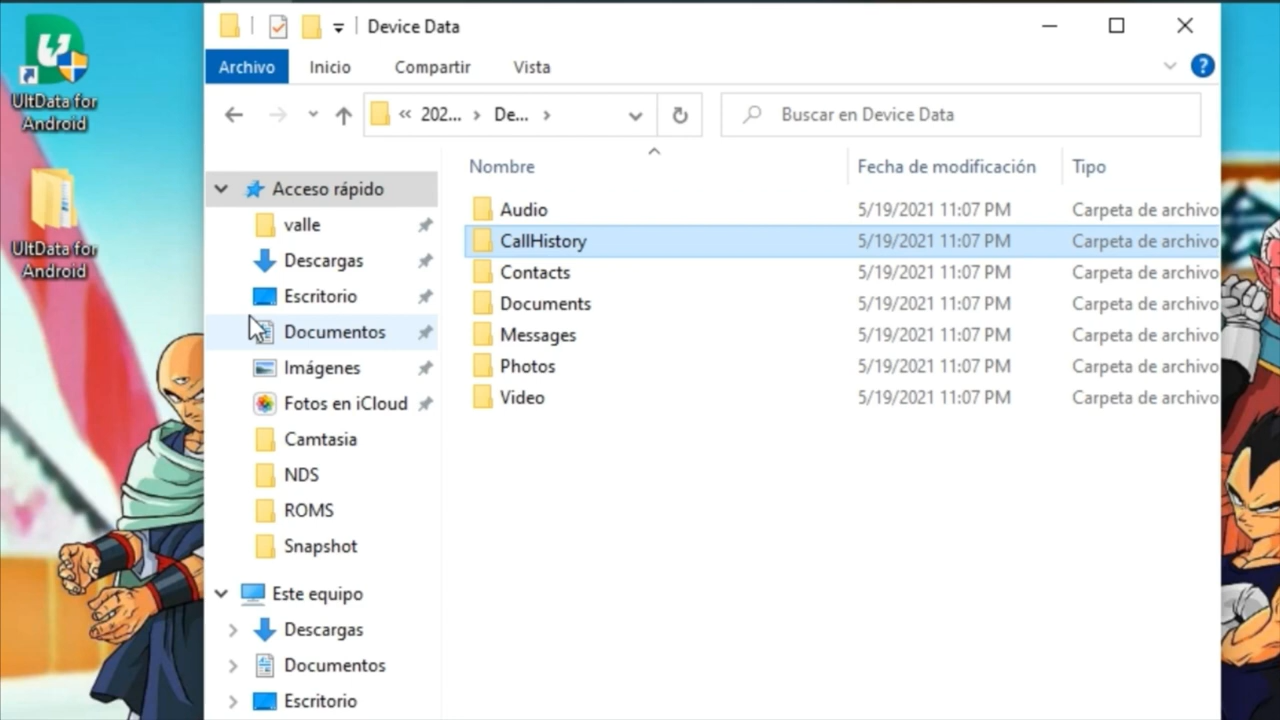 UltData for
Android
UltData for
Android
Device Data
Archivo Inicio Compartir Vista
?
« 202... > De... >
Buscar en Device Data
Nombre Fecha de modificación Tipo
Acceso rápido
valle
Descargas
Escritorio
Documentos
Imágenes
Fotos en iCloud
Camtasia
NDS
ROMS
Snapshot
Este equipo
Descargas
Documentos
Escritorio
Audio 5/19/2021 11:07 PM Carpeta de archivo
CallHistory 5/19/2021 11:07 PM Carpeta de archivo
Contacts 5/19/2021 11:07 PM Carpeta de archivo
Documents 5/19/2021 11:07 PM Carpeta de archivo
Messages 5/19/2021 11:07 PM Carpeta de archivo
Photos 5/19/2021 11:07 PM Carpeta de archivo
Video 5/19/2021 11:07 PM Carpeta de archivo